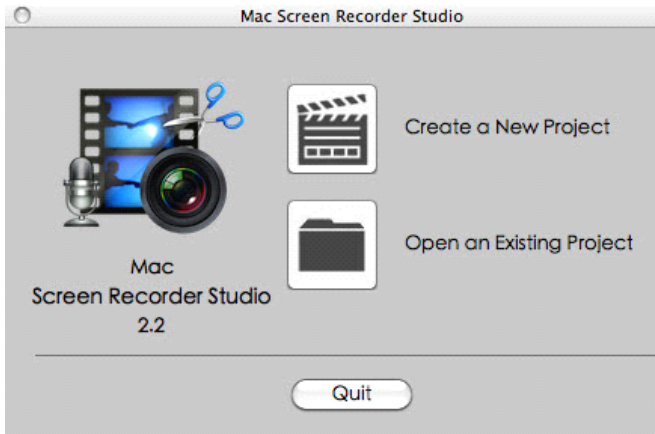 Mac Screen Recorder Studio
Create a New Project
Open an Existing Project
Mac
Screen Recorder Studio
2.2
Quit